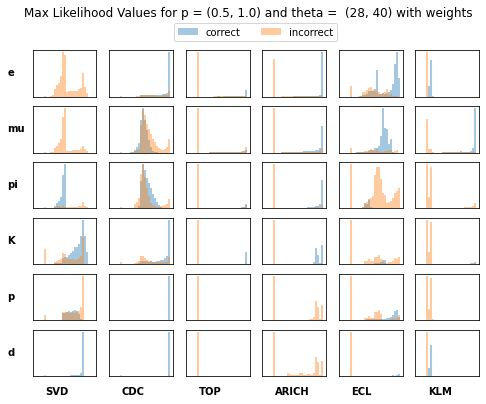 Max Likelihood Values for p = (0.5, 1.0) and theta = (28, 40) with weights
correct incorrect
e
mu
pi
K
p
d
SVD CDC TOP ARICH ECL KLM